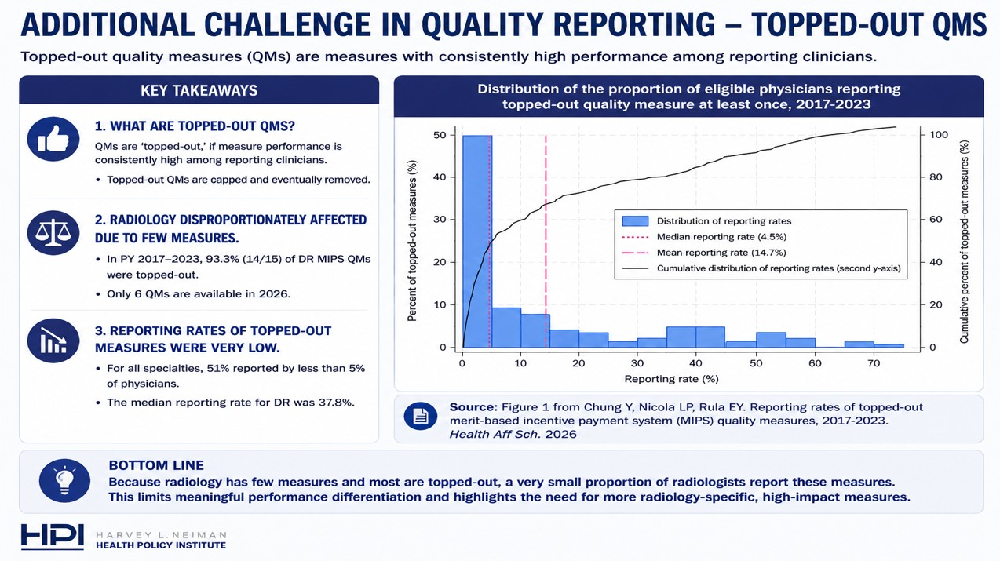 ADDITIONAL CHALLENGE IN QUALITY REPORTING – TOPPED-OUT QMS
Topped-out quality measures (QMs) are measures with consistently high performance among reporting clinicians.
KEY TAKEAWAYS
1. WHAT ARE TOPPED-OUT QMS?
QMs are ‘topped-out,’ if measure performance is
consistently high among reporting clinicians.
• Topped-out QMs are capped and eventually removed.
2. RADIOLOGY DISPROPORTIONATELY AFFECTED
DUE TO FEW MEASURES.
• In PY 2017–2023, 93.3% (14/15) of DR MIPS QMs
were topped-out.
• Only 6 QMs are available in 2026.
3. REPORTING RATES OF TOPPED-OUT
MEASURES WERE VERY LOW.
• For all specialties, 51% reported by less than 5%
of physicians.
• The median reporting rate for DR was 37.8%.
Distribution of the proportion of eligible physicians reporting
topped-out quality measure at least once, 2017-2023
Percent of topped-out measures (%)
50
40
30
20
10
0
Distribution of reporting rates
Median reporting rate (4.5%)
Mean reporting rate (14.7%)
Cumulative distribution of reporting rates (second y-axis)
100
80
60
40
20
0
Cumulative percent of topped-out measures (%)
0 10 20 30 40 50 60 70
Reporting rate (%)
Source: Figure 1 from Chung Y, Nicola LP, Rula EY. Reporting rates of topped-out
merit-based incentive payment system (MIPS) quality measures, 2017-2023.
Health Aff Sch. 2026
BOTTOM LINE
Because radiology has few measures and most are topped-out, a very small proportion of radiologists report these measures.
This limits meaningful performance differentiation and highlights the need for more radiology-specific, high-impact measures.
HPI
HARVEY L. NEIMAN
HEALTH POLICY INSTITUTE